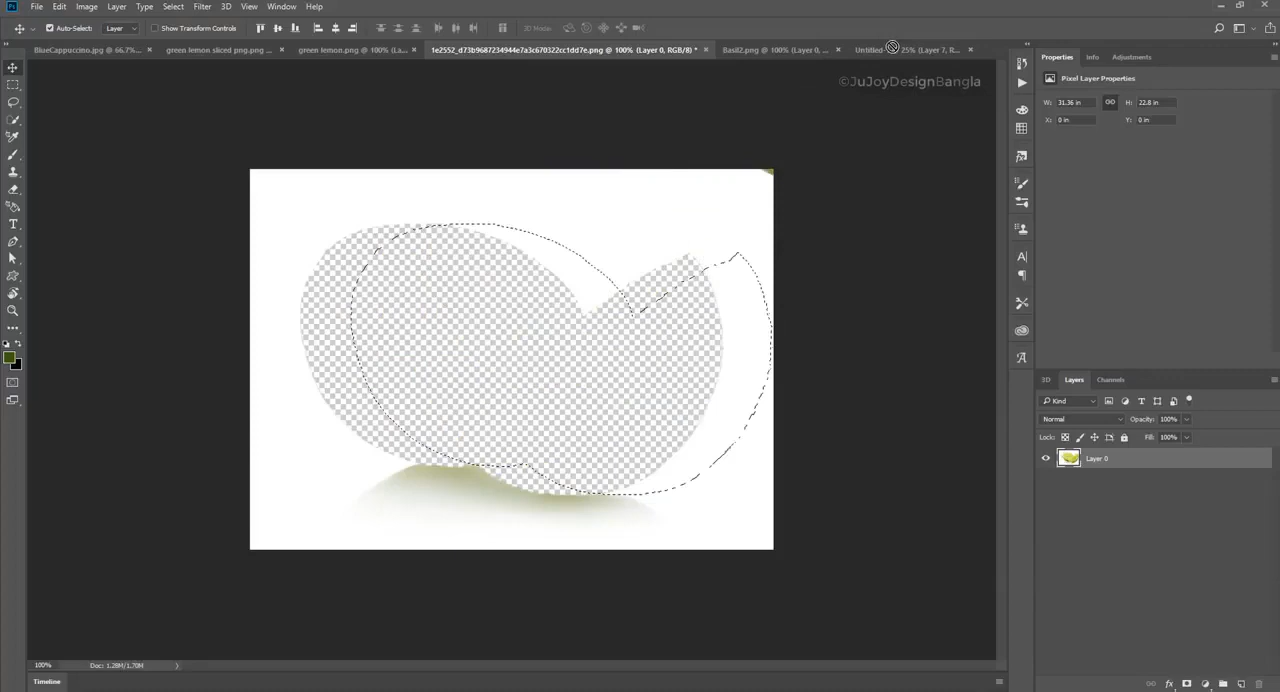 Ps File Edit Image Layer Type Select Filter 3D View Window Help
Auto-Select: Layer Show Transform Controls 3D Mode:
BlueCappuccino.jpg @ 66.7%... × green lemon sliced png.png ... × green lemon.png @ 100% (La... × 1e2552_d73b9687234944e7a3c670322cc1dd7e.png @ 100% (Layer 0, RGB/8) * × Basil2.png @ 100% (Layer 0, ... × Untitled- 25% (Layer 7, R... ×
©JuJoyDesignBangla
Properties Info Adjustments
Pixel Layer Properties
W: 31.36 in H: 22.8 in
X: 0 in Y: 0 in
3D Layers Channels
Kind
Normal Opacity: 100%
Lock: Fill: 100%
Layer 0
100% Doc: 1.28M/1.70M
Timeline